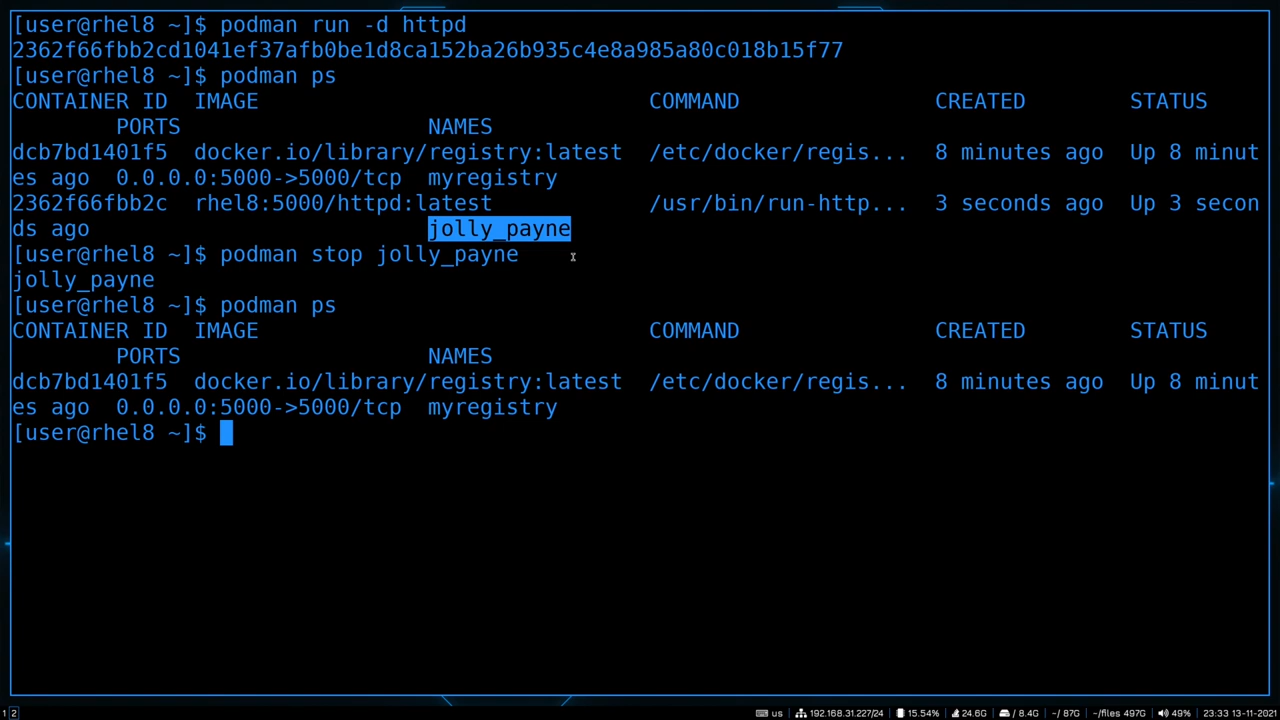 [user@rhel8 ~]$ podman run -d httpd
2362f66fbb2cd1041ef37afb0be1d8ca152ba26b935c4e8a985a80c018b15f77
[user@rhel8 ~]$ podman ps
CONTAINER ID  IMAGE                              COMMAND               CREATED        STATUS
        PORTS                   NAMES
dcb7bd1401f5  docker.io/library/registry:latest  /etc/docker/regis...  8 minutes ago  Up 8 minut
es ago  0.0.0.0:5000->5000/tcp  myregistry
2362f66fbb2c  rhel8:5000/httpd:latest            /usr/bin/run-http...  3 seconds ago  Up 3 secon
ds ago                          jolly_payne
[user@rhel8 ~]$ podman stop jolly_payne
jolly_payne
[user@rhel8 ~]$ podman ps
CONTAINER ID  IMAGE                              COMMAND               CREATED        STATUS
        PORTS                   NAMES
dcb7bd1401f5  docker.io/library/registry:latest  /etc/docker/regis...  8 minutes ago  Up 8 minut
es ago  0.0.0.0:5000->5000/tcp  myregistry
[user@rhel8 ~]$
1 2 us 192.168.31.227/24 15.54% 24.6G / 8.4G ~/ 87G ~/files 497G 49% 23:33 13-11-2021